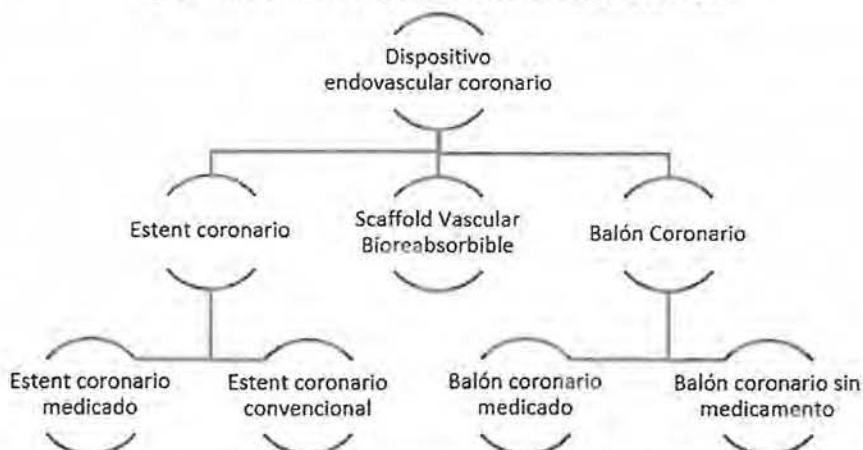 Dispositivo
endovascular coronario
Estent coronario
Scaffold Vascular
Bioreabsorbible
Balón Coronario
Estent coronario
medicado
Estent coronario
convencional
Balón coronario
medicado
Balón coronario sin
medicamento